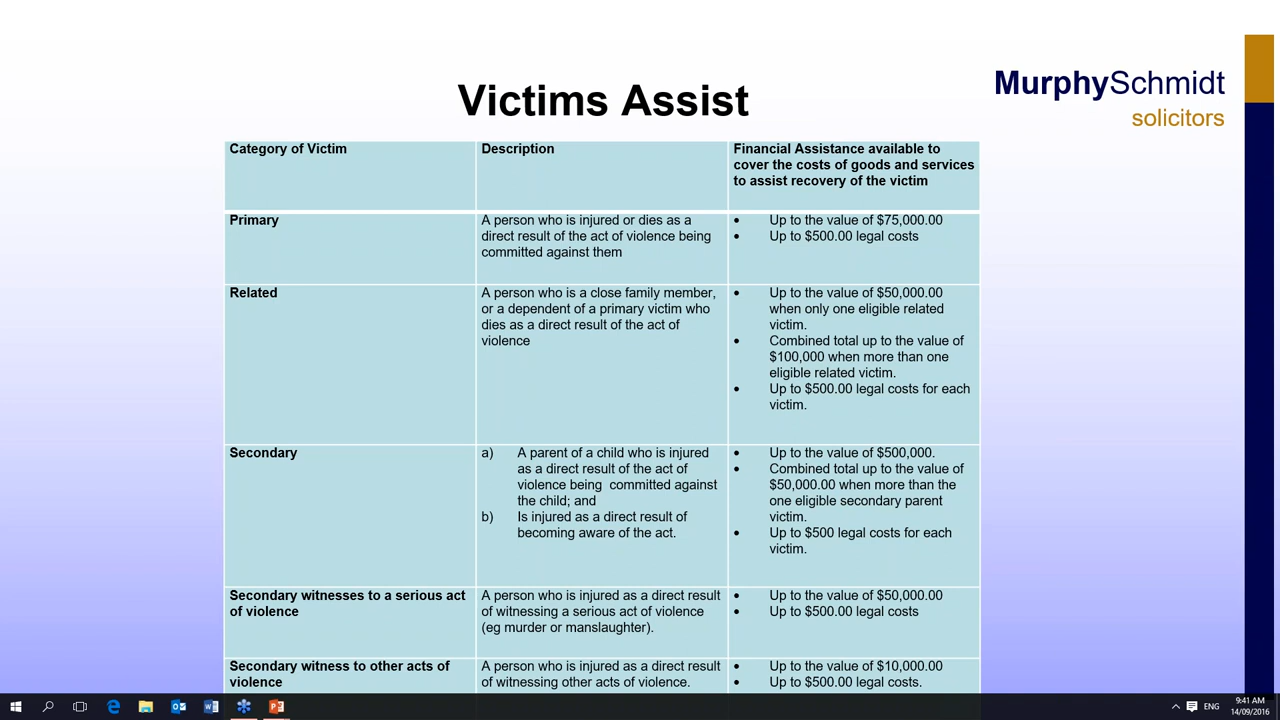 Victims Assist
MurphySchmidt
solicitors
Category of Victim
Description
Financial Assistance available to
cover the costs of goods and services
to assist recovery of the victim
Primary
A person who is injured or dies as a
direct result of the act of violence being
committed against them
• Up to the value of $75,000.00
• Up to $500.00 legal costs
Related
A person who is a close family member,
or a dependent of a primary victim who
dies as a direct result of the act of
violence
• Up to the value of $50,000.00
when only one eligible related
victim.
• Combined total up to the value of
$100,000 when more than one
eligible related victim.
• Up to $500.00 legal costs for each
victim.
Secondary
a) A parent of a child who is injured
as a direct result of the act of
violence being committed against
the child; and
b) Is injured as a direct result of
becoming aware of the act.
• Up to the value of $500,000.
• Combined total up to the value of
$50,000.00 when more than the
one eligible secondary parent
victim.
• Up to $500 legal costs for each
victim.
Secondary witnesses to a serious act
of violence
A person who is injured as a direct result
of witnessing a serious act of violence
(eg murder or manslaughter).
• Up to the value of $50,000.00
• Up to $500.00 legal costs
Secondary witness to other acts of
violence
A person who is injured as a direct result
of witnessing other acts of violence.
• Up to the value of $10,000.00
• Up to $500.00 legal costs.
ENG
9:41 AM
14/09/2016